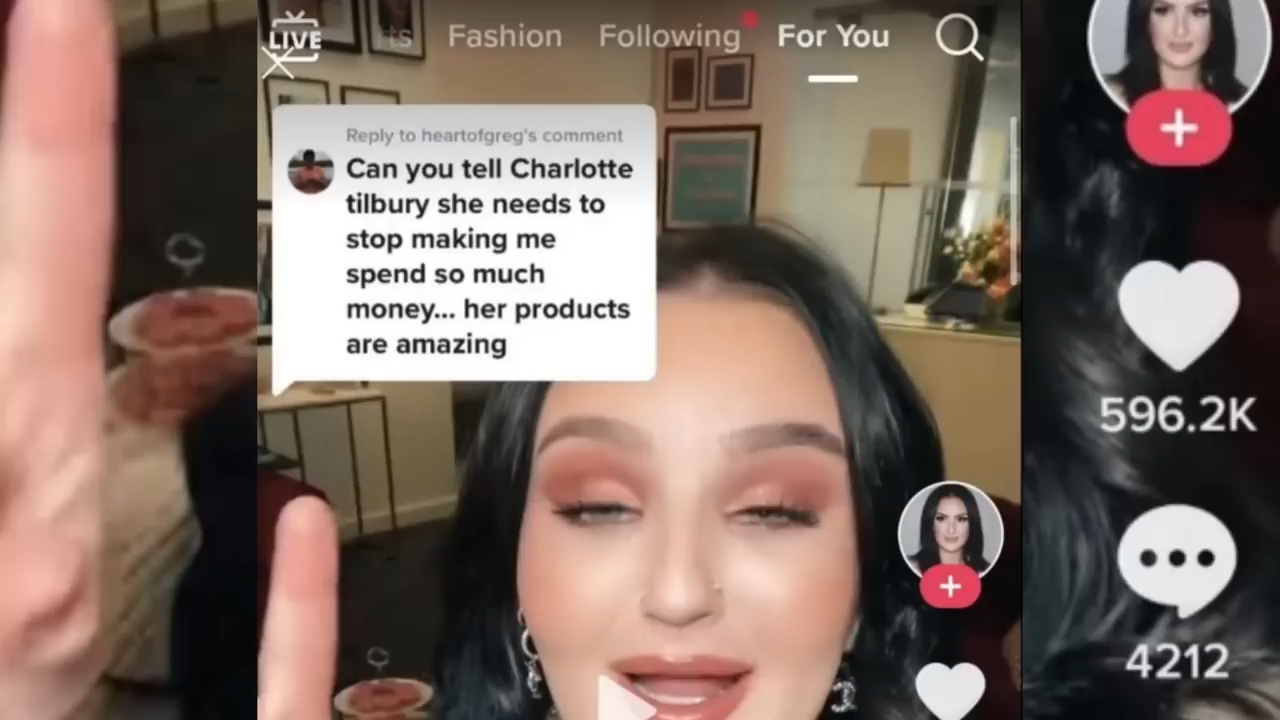 LIVE
ts Fashion Following For You
Reply to heartofgreg's comment
Can you tell Charlotte
tilbury she needs to
stop making me
spend so much
money... her products
are amazing
596.2K
4212